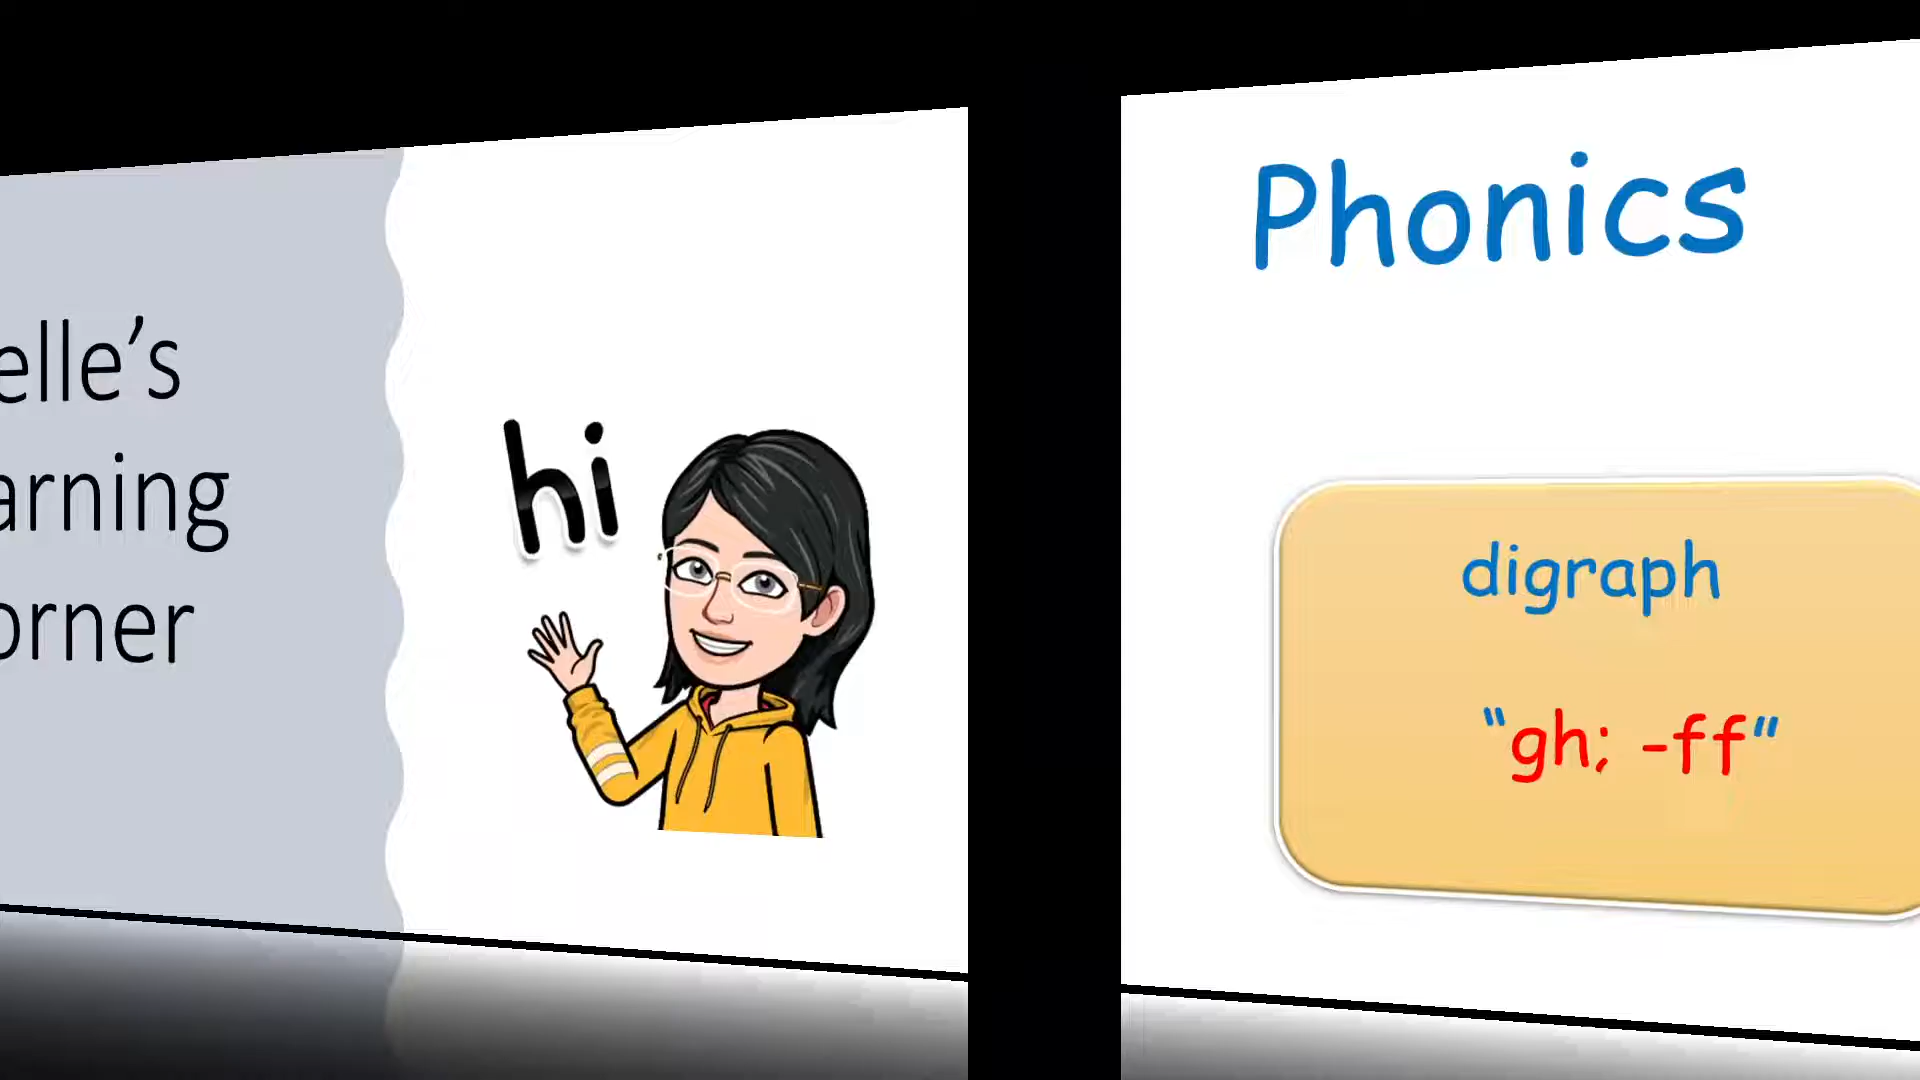 elle’s
arning
orner
hi
Phonics
digraph
"gh; -ff"